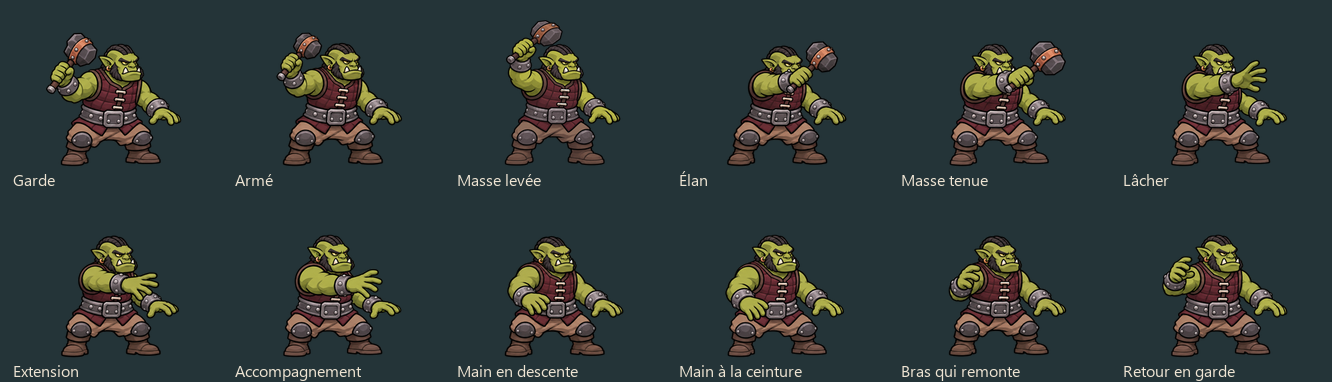 Garde
Armé
Masse levée
Élan
Masse tenue
Lâcher
Extension
Accompagnement
Main en descente
Main à la ceinture
Bras qui remonte
Retour en garde